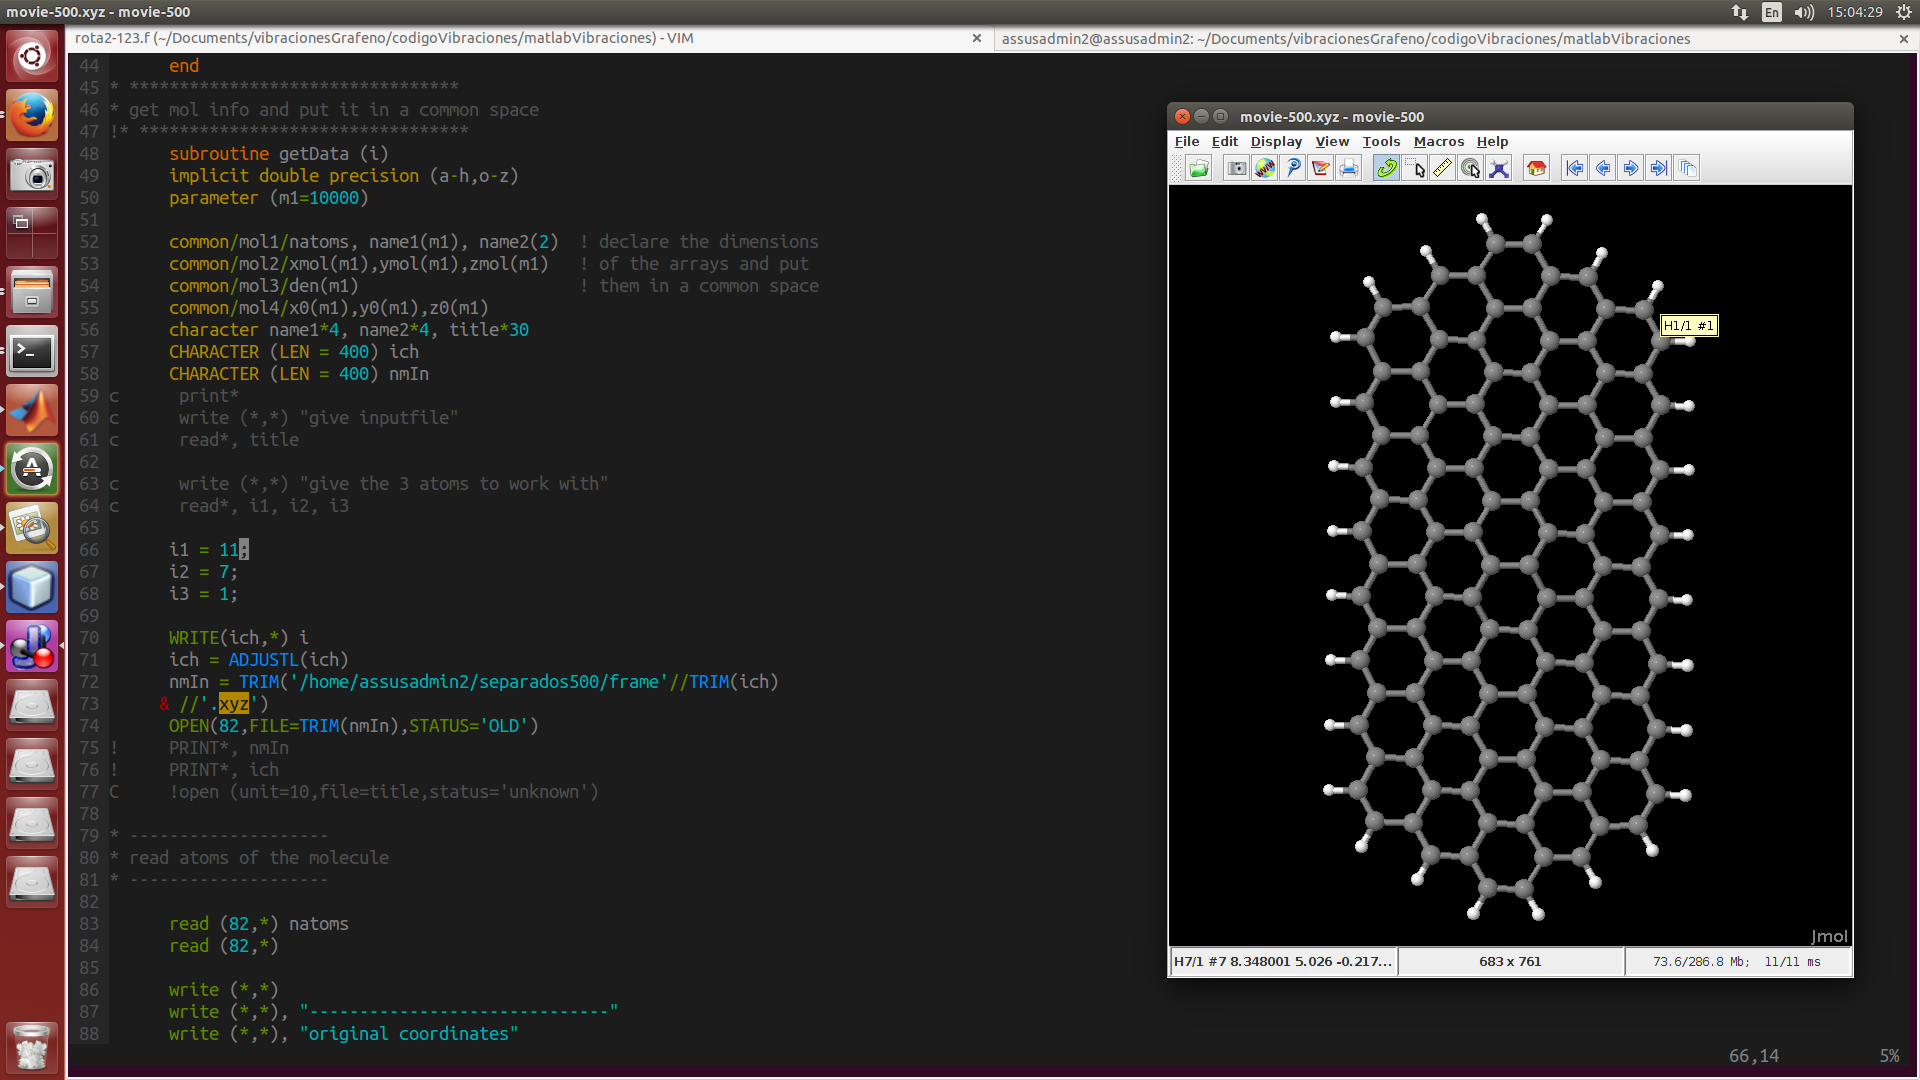 movie-500.xyz - movie-500
En
15:04:29
rota2-123.f (~/Documents/vibracionesGrafeno/codigoVibraciones/matlabVibraciones) - VIM
assusadmin2@assusadmin2: ~/Documents/vibracionesGrafeno/codigoVibraciones/matlabVibraciones
44       end
45 * *********************************
46 * get mol info and put it in a common space
47 !* *********************************
48       subroutine getData (i)
49       implicit double precision (a-h,o-z)
50       parameter (m1=10000)
51
52       common/mol1/natoms, name1(m1), name2(2)  ! declare the dimensions
53       common/mol2/xmol(m1),ymol(m1),zmol(m1)   ! of the arrays and put
54       common/mol3/den(m1)                      ! them in a common space
55       common/mol4/x0(m1),y0(m1),z0(m1)
56       character name1*4, name2*4, title*30
57       CHARACTER (LEN = 400) ich
58       CHARACTER (LEN = 400) nmIn
59 c      print*
60 c      write (*,*) "give inputfile"
61 c      read*, title
62
63 c      write (*,*) "give the 3 atoms to work with"
64 c      read*, i1, i2, i3
65
66       i1 = 11;
67       i2 = 7;
68       i3 = 1;
69
70       WRITE(ich,*) i
71       ich = ADJUSTL(ich)
72       nmIn = TRIM('/home/assusadmin2/separados500/frame'//TRIM(ich)
73      & //'.xyz')
74       OPEN(82,FILE=TRIM(nmIn),STATUS='OLD')
75 !     PRINT*, nmIn
76 !     PRINT*, ich
77 C     !open (unit=10,file=title,status='unknown')
78
79 * --------------------
80 * read atoms of the molecule
81 * --------------------
82
83       read (82,*) natoms
84       read (82,*)
85
86       write (*,*)
87       write (*,*), "------------------------------"
88       write (*,*), "original coordinates"
66,14
5%
movie-500.xyz - movie-500
File Edit Display View Tools Macros Help
H1/1 #1
Jmol
H7/1 #7 8.348001 5.026 -0.217...
683 x 761
73.6/286.8 Mb;   11/11 ms